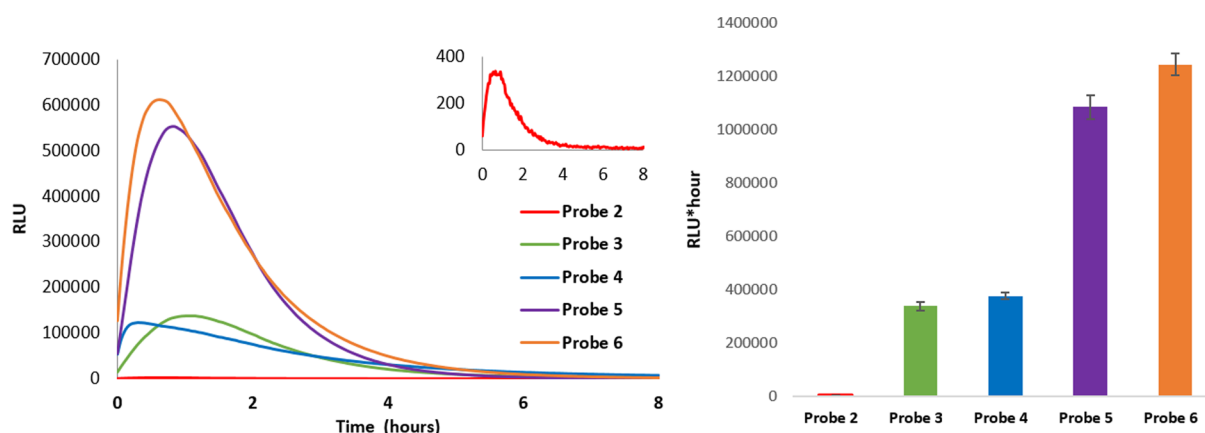 700000
600000
500000
400000
300000
200000
100000
0
RLU
0 2 4 6 8
Time (hours)
400
200
0
0 2 4 6 8
Probe 2
Probe 3
Probe 4
Probe 5
Probe 6
1400000
1200000
1000000
800000
600000
400000
200000
0
RLU*hour
Probe 2 Probe 3 Probe 4 Probe 5 Probe 6